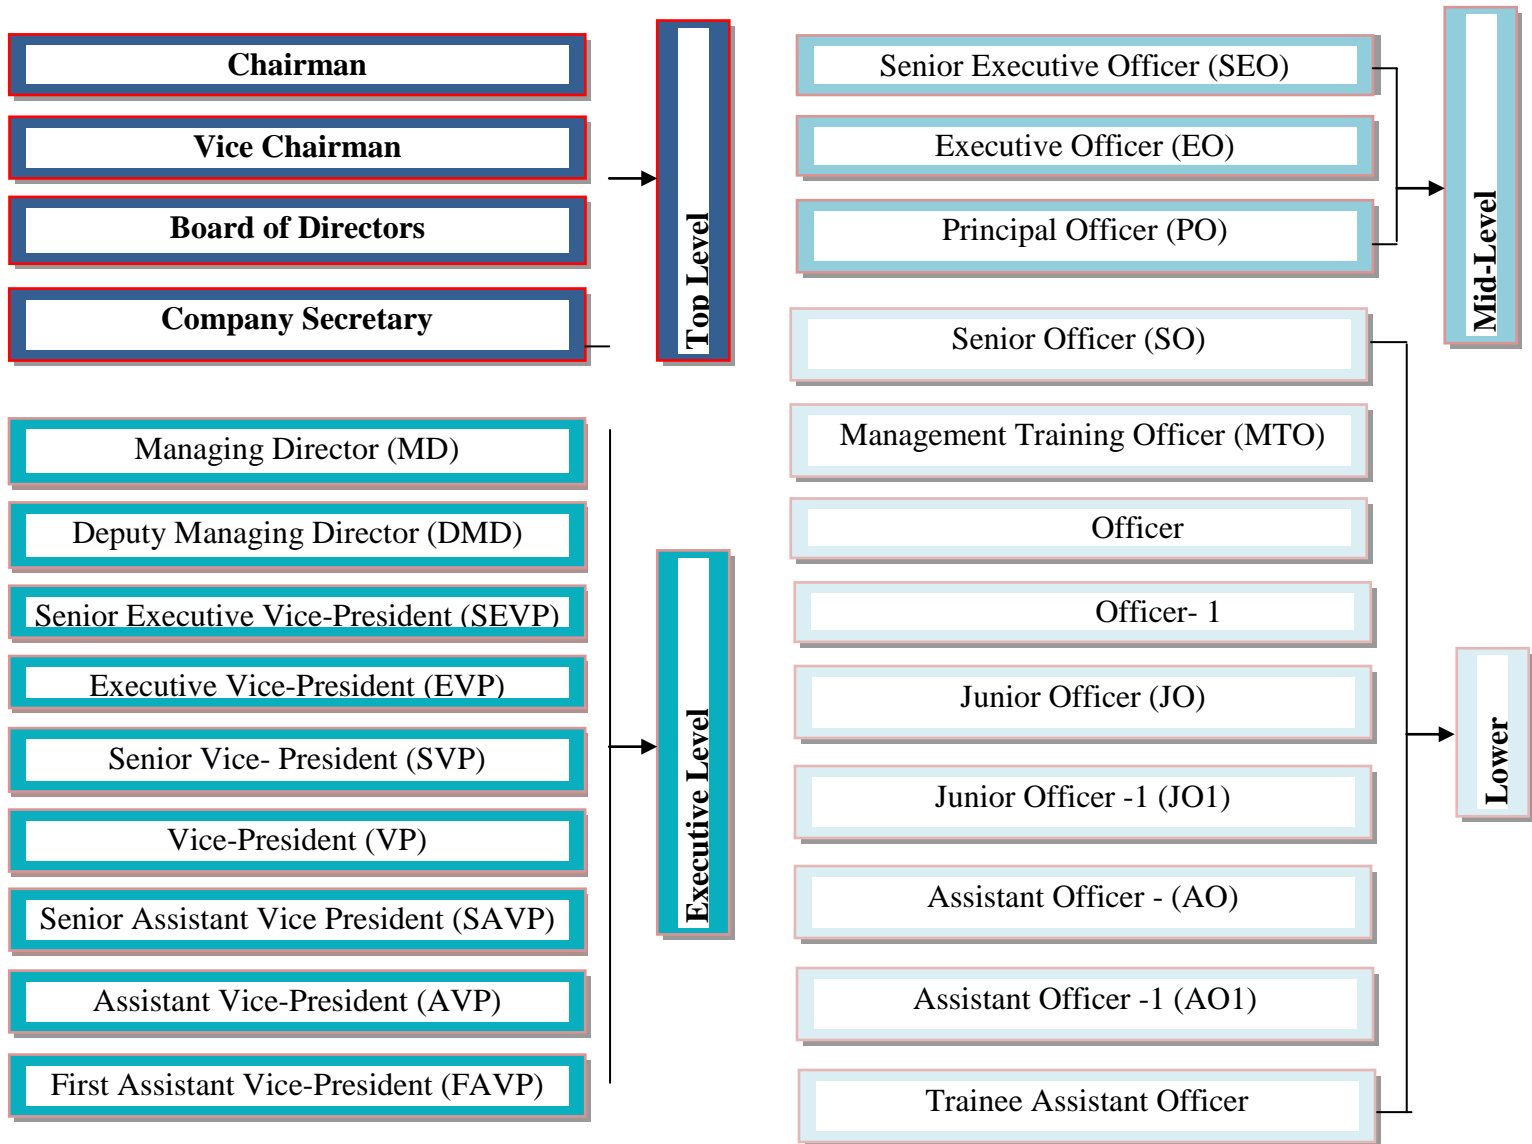 Chairman
Vice Chairman
Board of Directors
Company Secretary
Top Level
Managing Director (MD)
Deputy Managing Director (DMD)
Senior Executive Vice-President (SEVP)
Executive Vice-President (EVP)
Senior Vice- President (SVP)
Vice-President (VP)
Senior Assistant Vice President (SAVP)
Assistant Vice-President (AVP)
First Assistant Vice-President (FAVP)
Executive Level
Senior Executive Officer (SEO)
Executive Officer (EO)
Principal Officer (PO)
Mid-Level
Senior Officer (SO)
Management Training Officer (MTO)
Officer
Officer- 1
Junior Officer (JO)
Junior Officer -1 (JO1)
Assistant Officer - (AO)
Assistant Officer -1 (AO1)
Trainee Assistant Officer
Lower